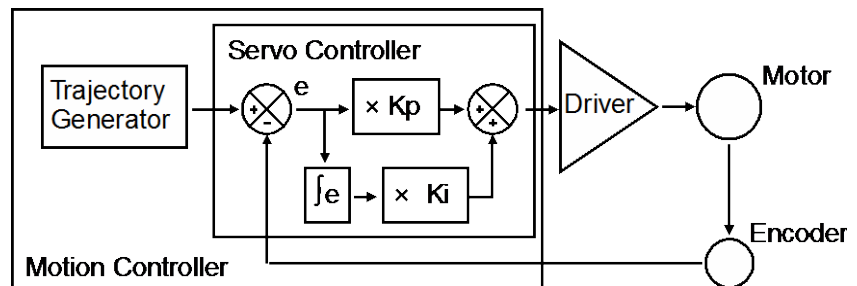 Servo Controller
Trajectory
Generator
+
-
e
× Kp
+
+
∫e
× Ki
Driver
Motor
Encoder
Motion Controller